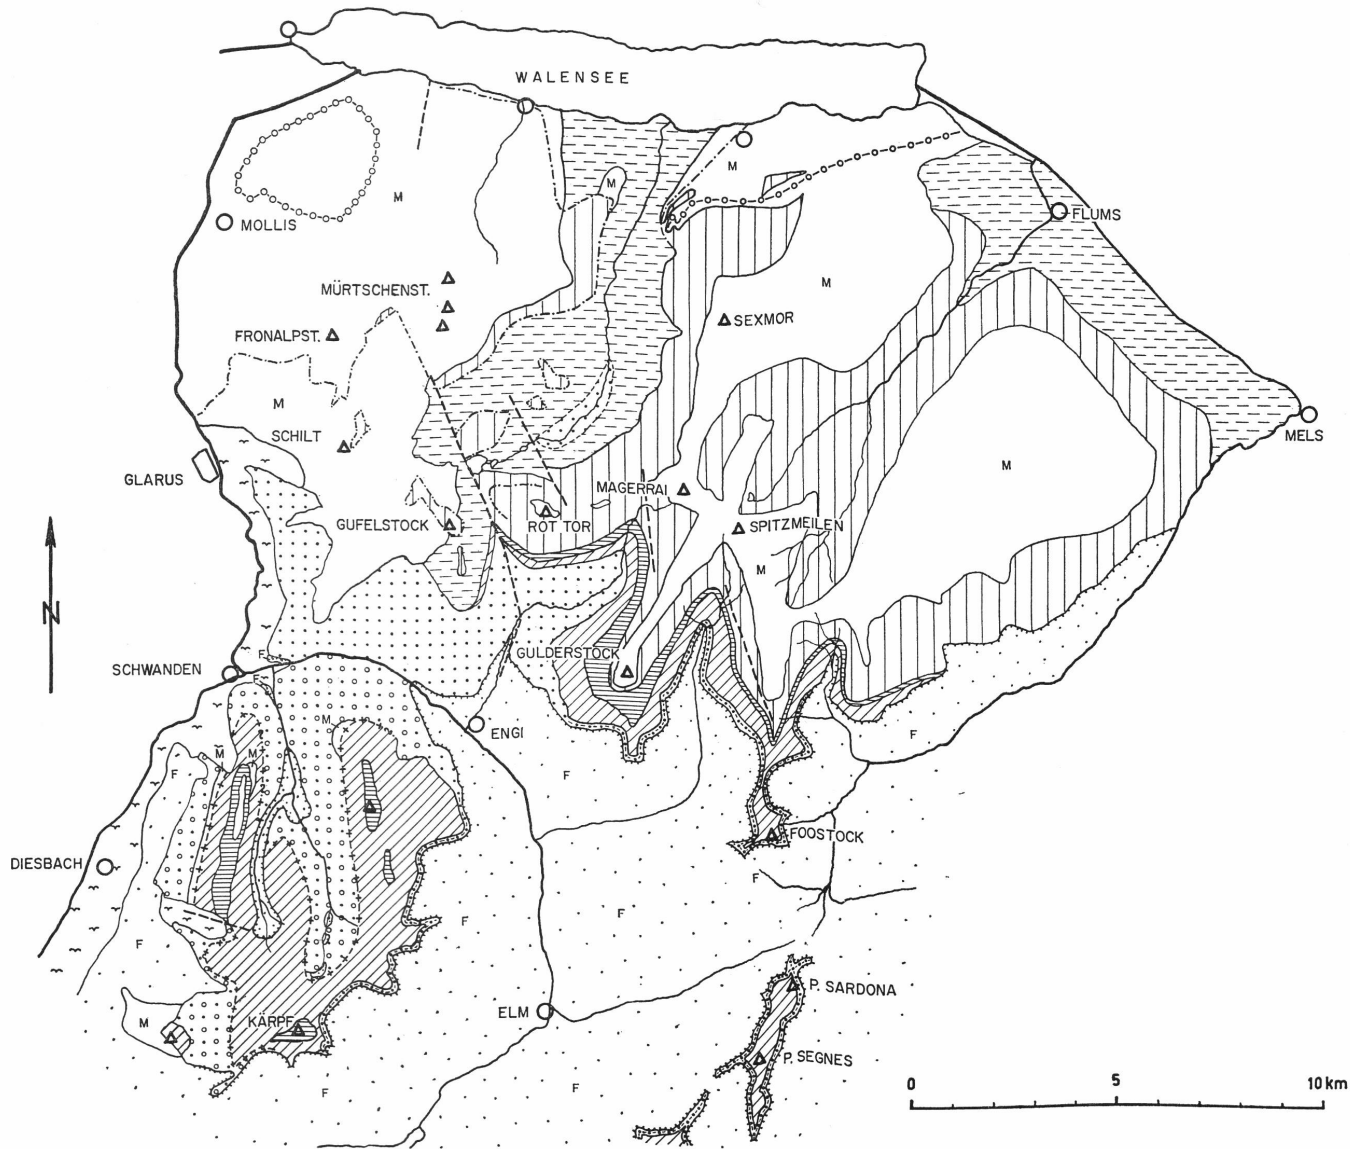 WALENSEE
M
M
M
MOLLIS
FLUMS
MÜRTSCHENST.
M
SEXMOR
FRONALPST.
M
SCHILT
MELS
M
GLARUS
MAGERRAI
GUFELSTOCK
ROT TOR
SPITZMEILEN
M
N
F
GULDERSTOCK
SCHWANDEN
F
M
ENGI
F
M
M
F
F
FOOSTOCK
DIESBACH
F
F
F
F
P. SARDONA
ELM
M
KÄRPF
P. SEGNES
F
F
0 5 10 km